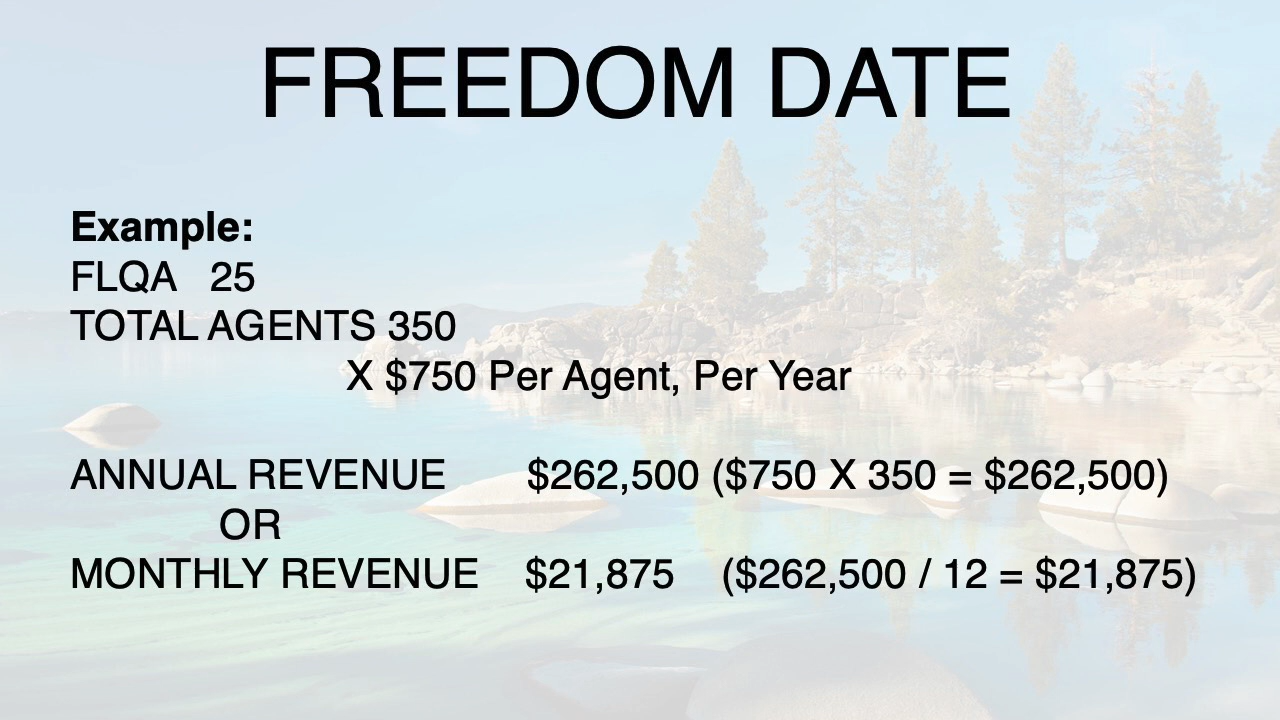 FREEDOM DATE
Example:
FLQA 25
TOTAL AGENTS 350
X $750 Per Agent, Per Year
ANNUAL REVENUE $262,500 ($750 X 350 = $262,500)
OR
MONTHLY REVENUE $21,875 ($262,500 / 12 = $21,875)